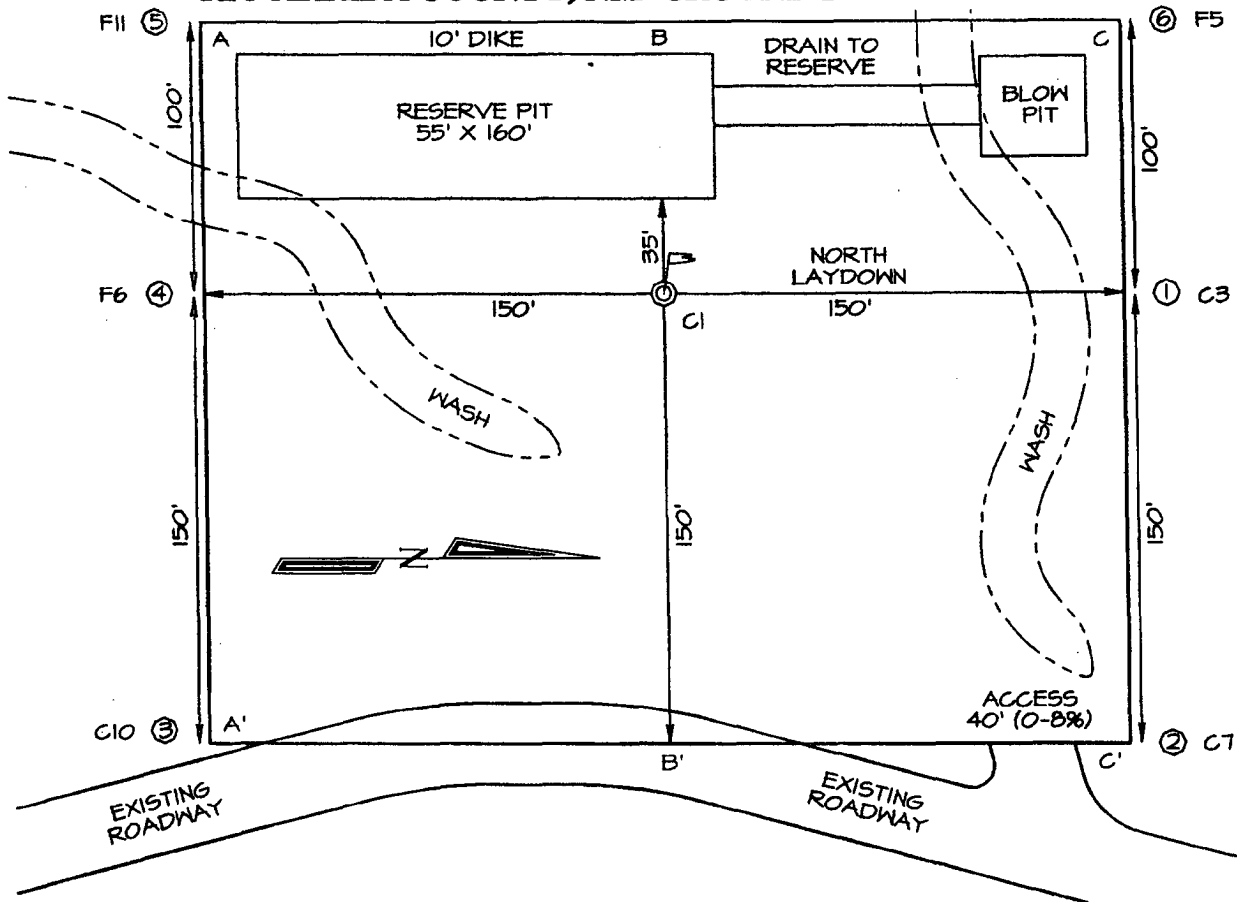 F11 ⑤
A
10' DIKE
B
DRAIN TO
RESERVE
C
⑥ F5
RESERVE PIT
55' X 160'
BLOW
PIT
100'
100'
35'
NORTH
LAYDOWN
F6 ④
150'
C1
150'
① C3
WASH
WASH
150'
150'
150'
N
ACCESS
40' (0-8%)
C10 ③
A'
B'
C'
② C7
EXISTING
ROADWAY
EXISTING
ROADWAY